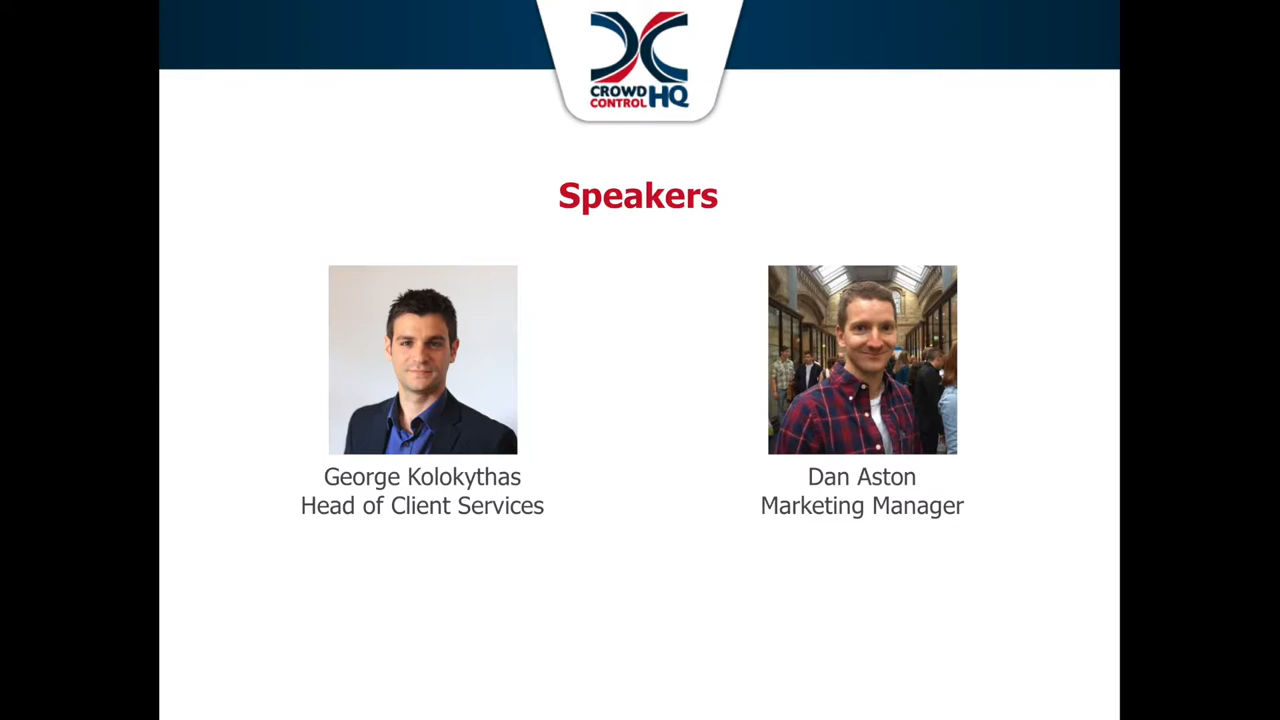 CROWD
CONTROL HQ
Speakers
George Kolokythas
Head of Client Services
Dan Aston
Marketing Manager